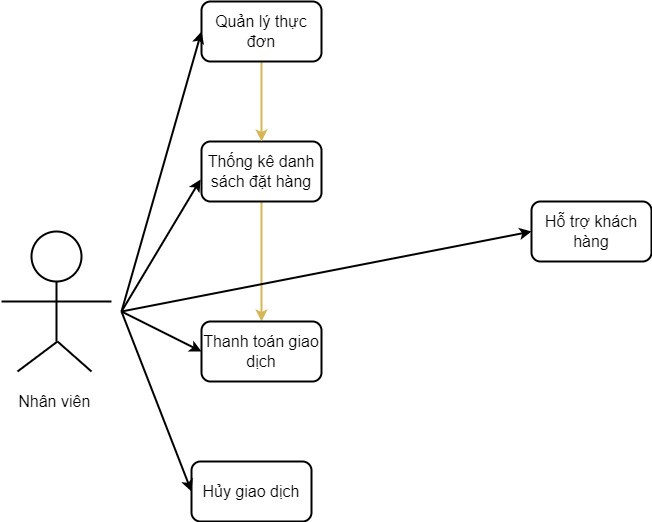 Quản lý thực
đơn
Thống kê danh
sách đặt hàng
Hỗ trợ khách
hàng
Thanh toán giao
dịch
Nhân viên
Hủy giao dịch